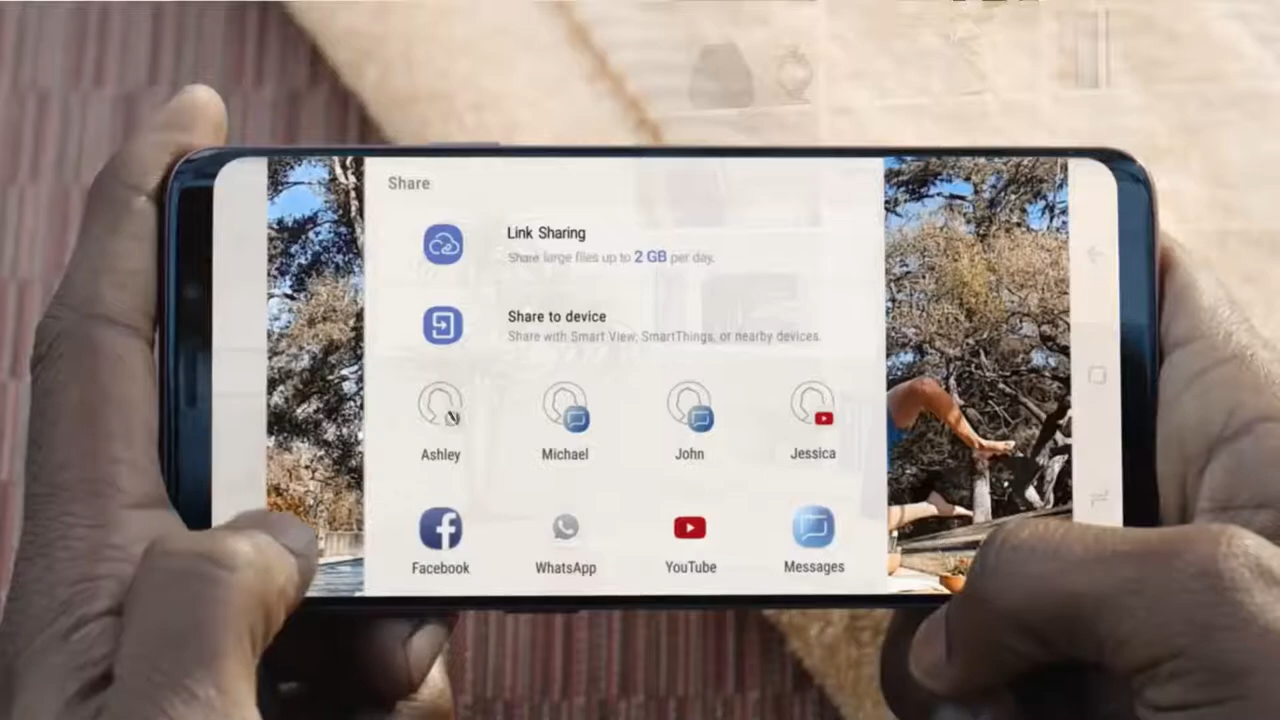 Share
Link Sharing
Share large files up to 2 GB per day.
Share to device
Share with Smart View, SmartThings, or nearby devices.
Ashley
Michael
John
Jessica
Facebook
WhatsApp
YouTube
Messages